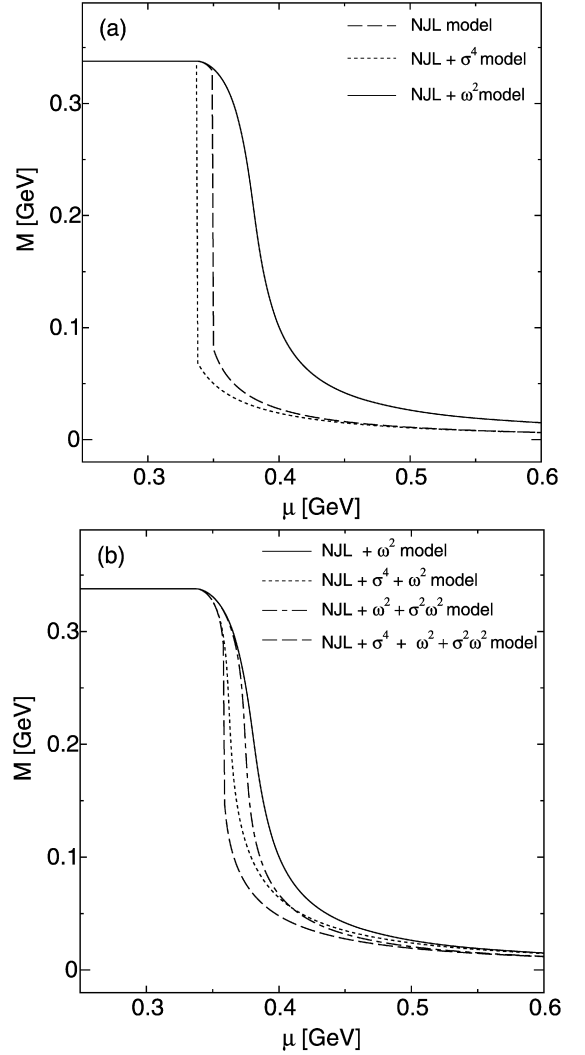 (a)
NJL model
NJL + σ⁴ model
NJL + ω² model
0.3
0.2
0.1
0
M [GeV]
0.3 0.4 0.5 0.6
μ [GeV]
(b)
NJL + ω² model
NJL + σ⁴ + ω² model
NJL + ω² + σ²ω² model
NJL + σ⁴ + ω² + σ²ω² model
0.3
0.2
0.1
0
M [GeV]
0.3 0.4 0.5 0.6
μ [GeV]